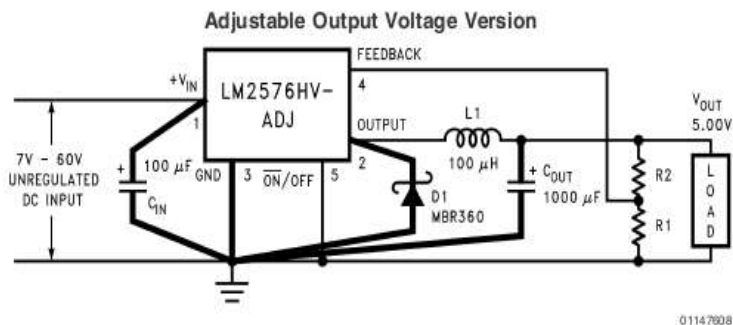 Adjustable Output Voltage Version
FEEDBACK
+VIN
4
LM2576HV-
ADJ
1
OUTPUT
L1
VOUT
5.00V
7V - 60V
UNREGULATED
DC INPUT
+
100 μF
CIN
GND
3
ON/OFF
5
2
100 μH
D1
MBR360
+
COUT
1000 μF
R2
R1
LOAD
01147608